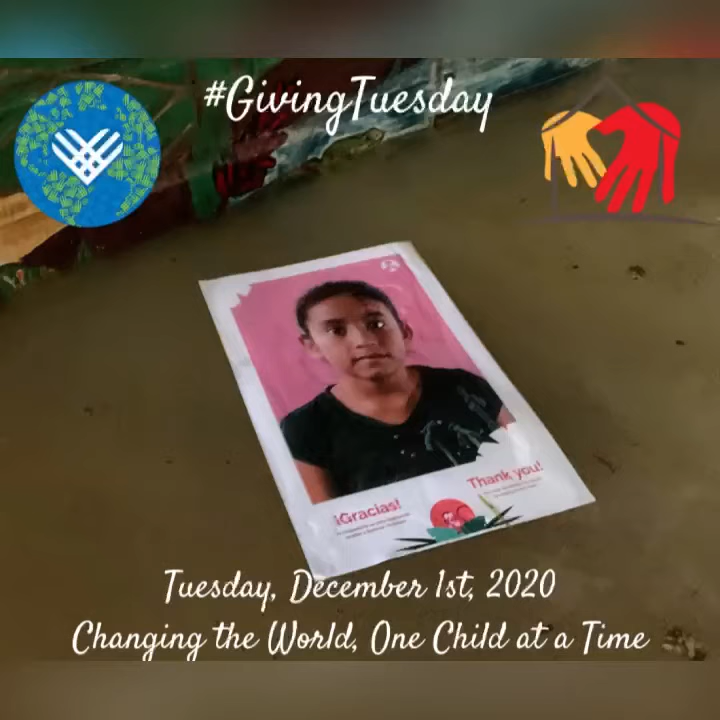 #GivingTuesday
Thank you!
¡Gracias!
Tuesday, December 1st, 2020
Changing the World, One Child at a Time